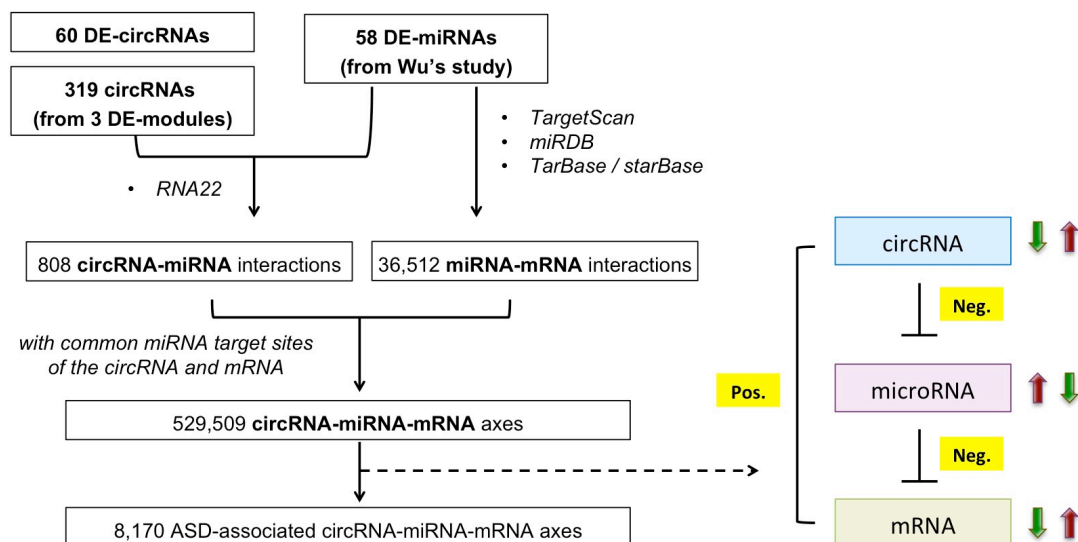 60 DE-circRNAs
319 circRNAs
(from 3 DE-modules)
58 DE-miRNAs
(from Wu's study)
• TargetScan
• miRDB
• TarBase / starBase
• RNA22
808 circRNA-miRNA interactions
36,512 miRNA-mRNA interactions
with common miRNA target sites
of the circRNA and mRNA
529,509 circRNA-miRNA-mRNA axes
8,170 ASD-associated circRNA-miRNA-mRNA axes
circRNA
Neg.
Pos.
microRNA
Neg.
mRNA